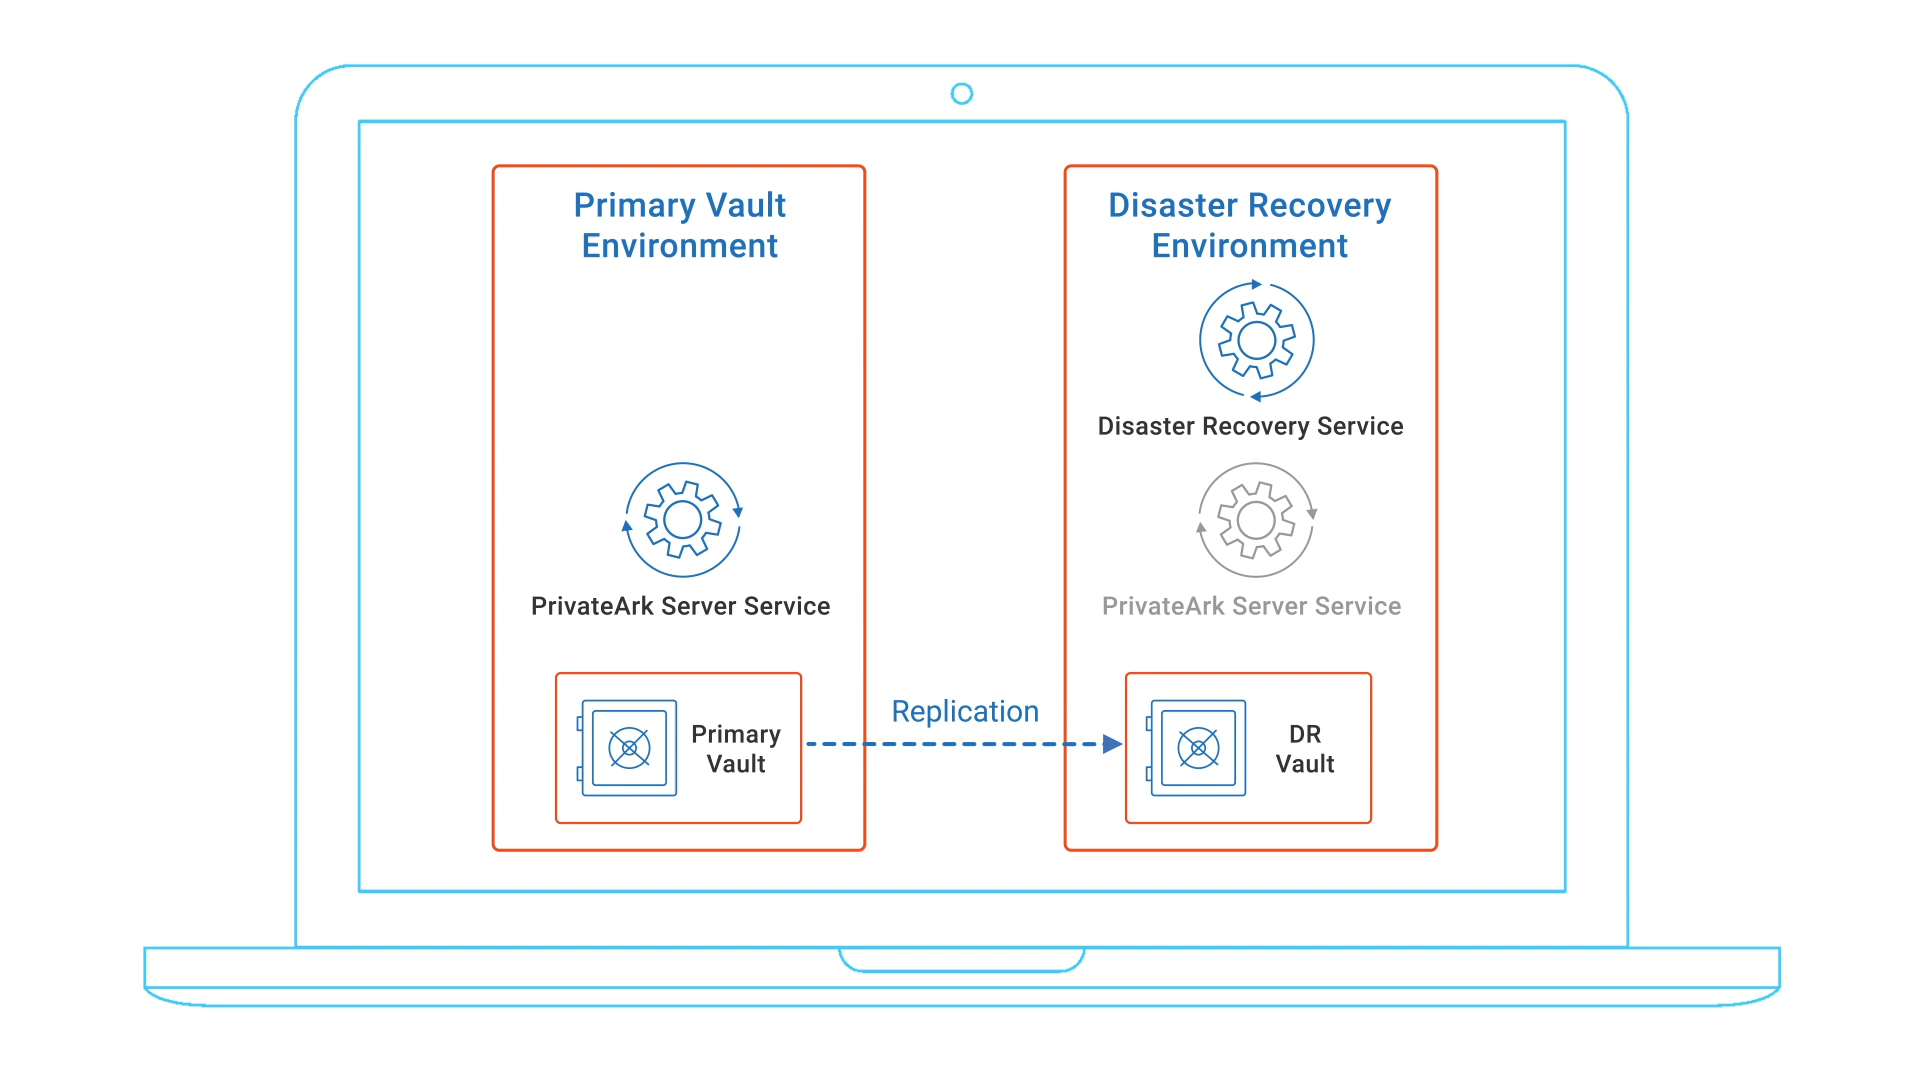 Primary Vault
Environment
PrivateArk Server Service
Primary
Vault
Replication
Disaster Recovery
Environment
Disaster Recovery Service
PrivateArk Server Service
DR
Vault